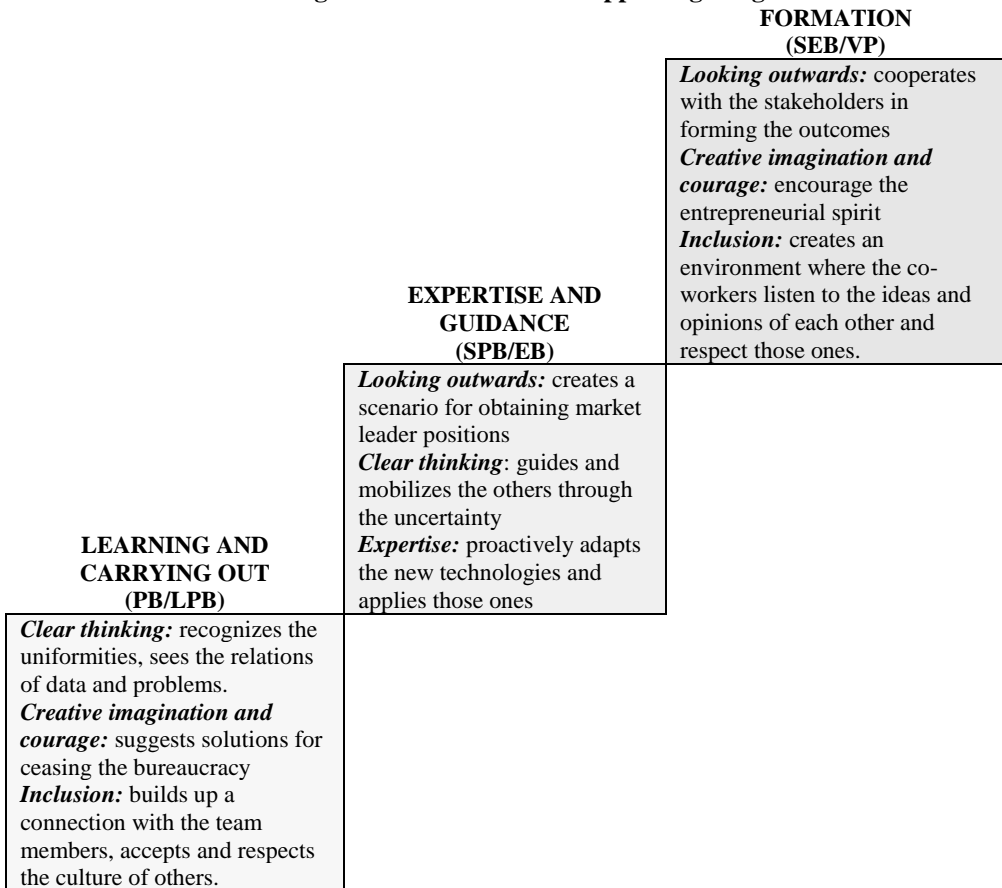 FORMATION
(SEB/VP)
Looking outwards: cooperates
with the stakeholders in
forming the outcomes
Creative imagination and
courage: encourage the
entrepreneurial spirit
Inclusion: creates an
environment where the co-
workers listen to the ideas and
opinions of each other and
respect those ones.
EXPERTISE AND
GUIDANCE
(SPB/EB)
Looking outwards: creates a
scenario for obtaining market
leader positions
Clear thinking: guides and
mobilizes the others through
the uncertainty
Expertise: proactively adapts
the new technologies and
applies those ones
LEARNING AND
CARRYING OUT
(PB/LPB)
Clear thinking: recognizes the
uniformities, sees the relations
of data and problems.
Creative imagination and
courage: suggests solutions for
ceasing the bureaucracy
Inclusion: builds up a
connection with the team
members, accepts and respects
the culture of others.